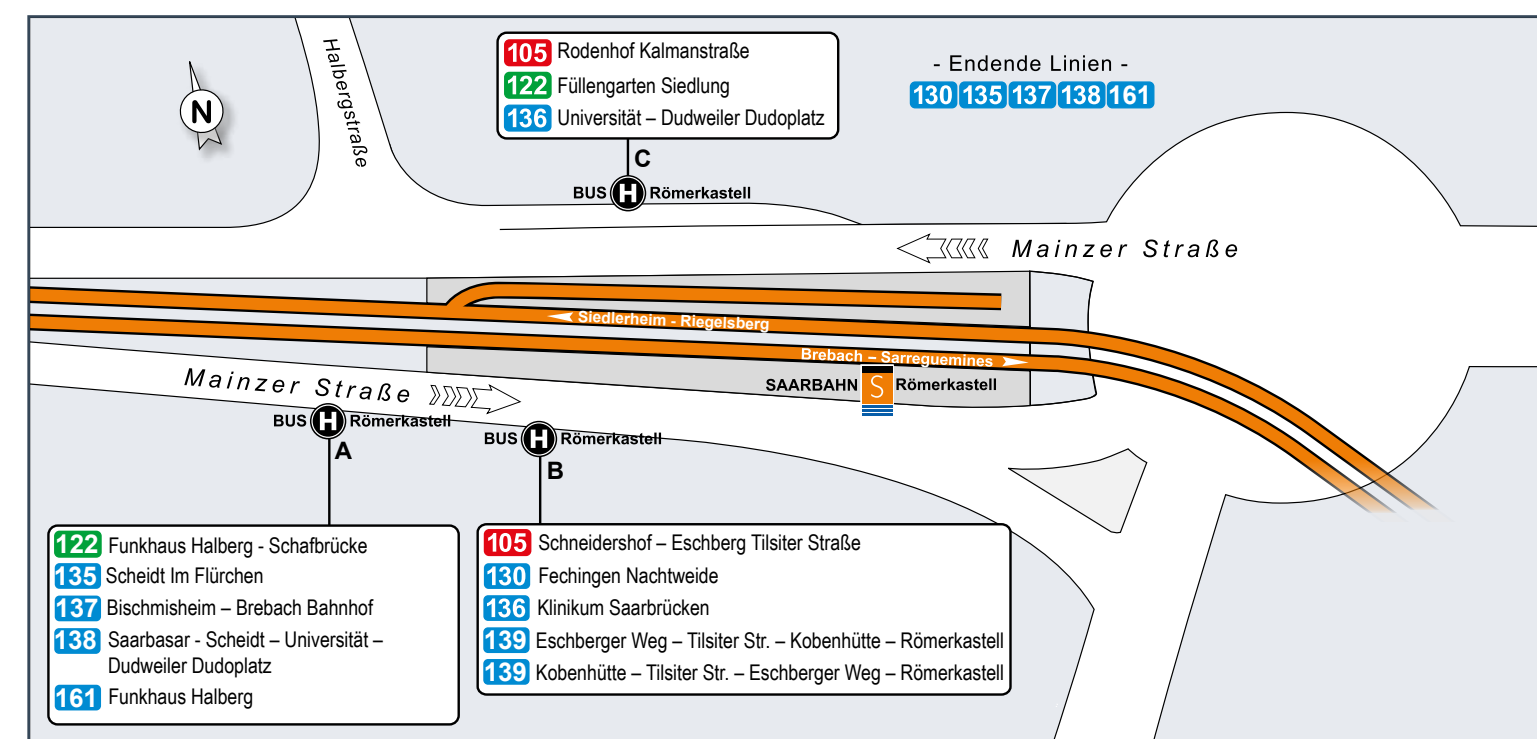 Halbergstraße
N
105 Rodenhof Kalmanstraße
122 Füllengarten Siedlung
136 Universität – Dudweiler Dudoplatz
- Endende Linien -
130 135 137 138 161
C
BUS H Römerkastell
Mainzer Straße
Siedlerheim - Riegelsberg
Brebach – Sarreguemines
SAARBAHN S Römerkastell
Mainzer Straße
BUS H Römerkastell
A
BUS H Römerkastell
B
122 Funkhaus Halberg - Schafbrücke
135 Scheidt Im Flürchen
137 Bischmisheim – Brebach Bahnhof
138 Saarbasar - Scheidt – Universität –
Dudweiler Dudoplatz
161 Funkhaus Halberg
105 Schneidershof – Eschberg Tilsiter Straße
130 Fechingen Nachtweide
136 Klinikum Saarbrücken
139 Eschberger Weg – Tilsiter Str. – Kobenhütte – Römerkastell
139 Kobenhütte – Tilsiter Str. – Eschberger Weg – Römerkastell